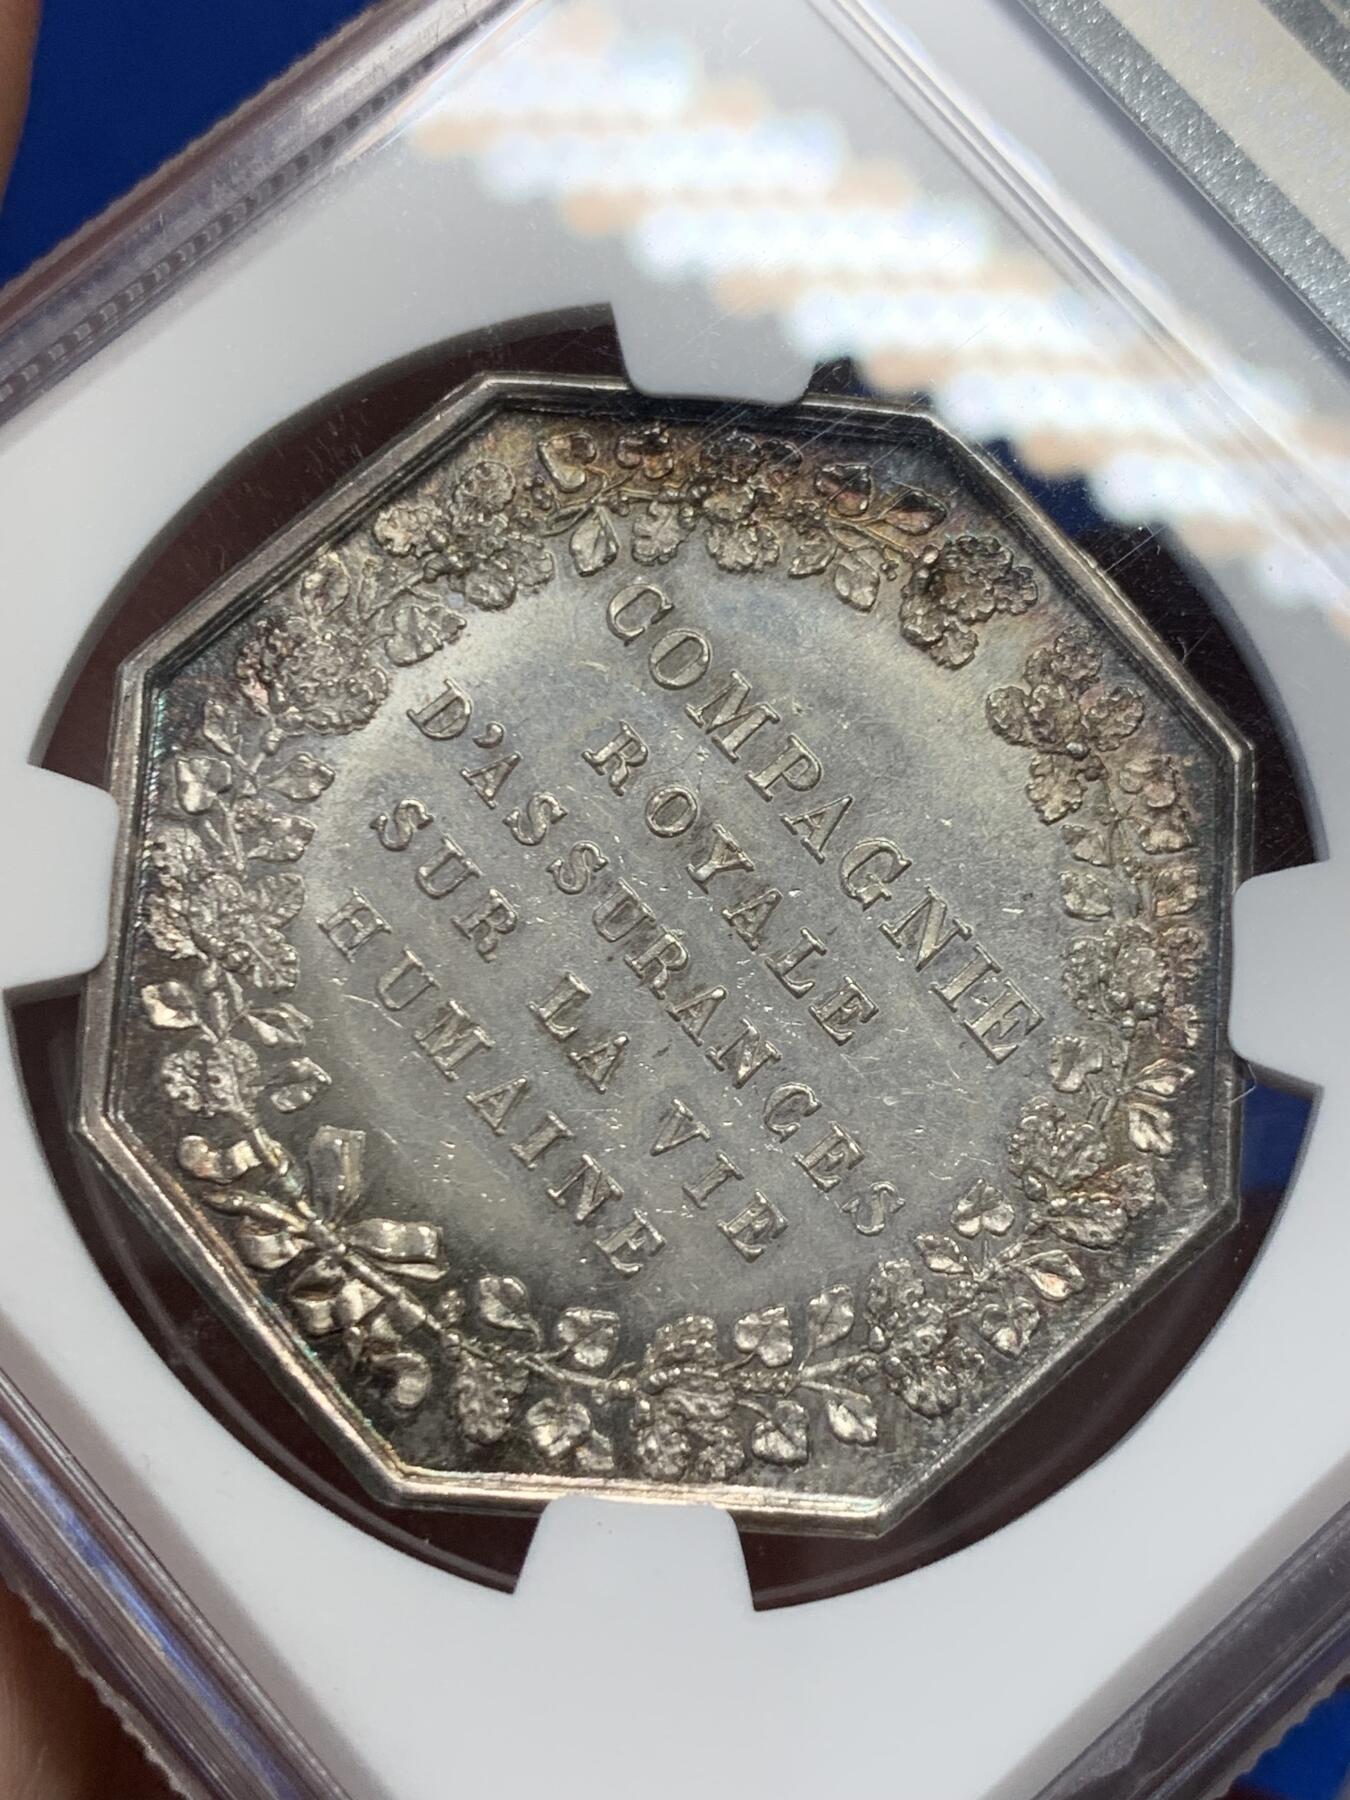 COMPAGNIE
ROYALE
D'ASSURANCES
SUR LA VIE
HUMAINE